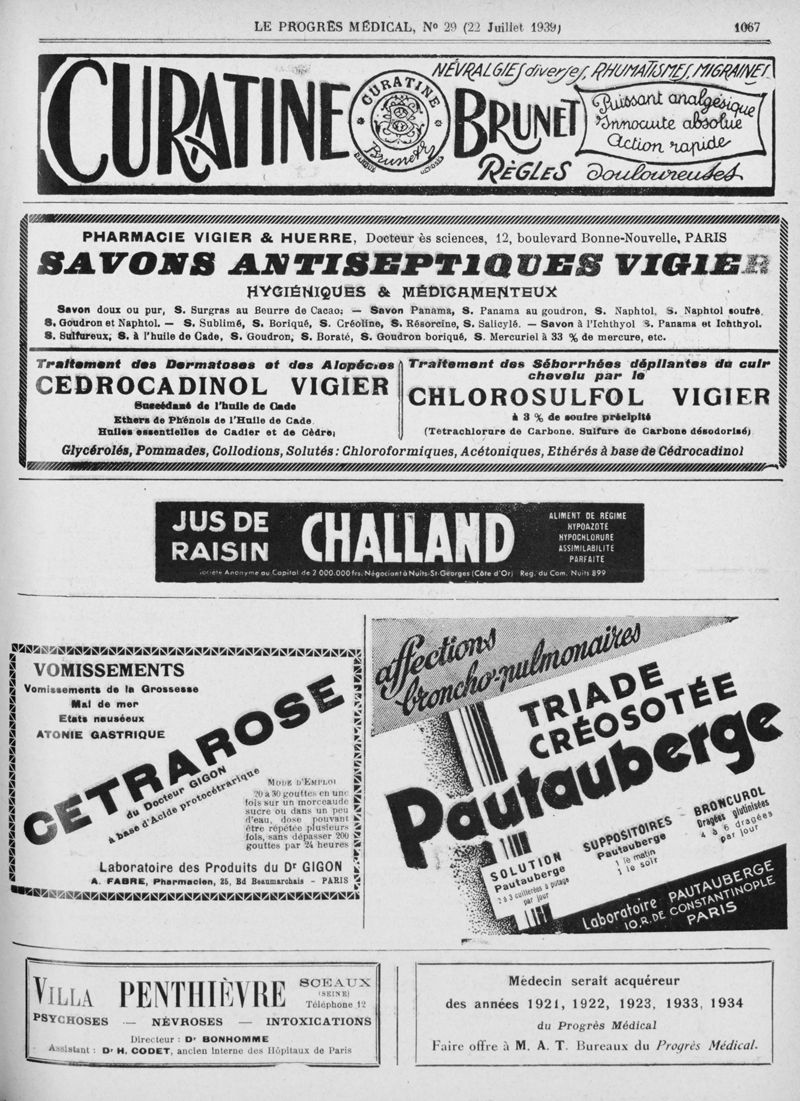 LE PROGRÈS MÉDICAL, Nº 29 (22 Juillet 1939)
1067
CURATINE
CURATINE
BRUNET
NÉVRALGIES diverses, RHUMATISMES, MIGRAINES
Puissant analgésique
Innocuité absolue
Action rapide
RÈGLES douloureuses
PHARMACIE VIGIER & HUERRE, Docteur ès sciences, 12, boulevard Bonne-Nouvelle, PARIS
SAVONS ANTISEPTIQUES VIGIER
HYGIÉNIQUES & MÉDICAMENTEUX
Savon doux ou pur, S. Surgras au Beurre de Cacao; — Savon Panama, S. Panama au goudron, S. Naphtol, S. Naphtol soufré.
S. Goudron et Naphtol. — S. Sublimé, S. Boriqué, S. Créoline, S. Résorcine, S. Salicylé. — Savon à l'Ichthyol S. Panama et Ichthyol.
S. Sulfureux; S. à l'huile de Cade, S. Goudron, S. Boraté, S. Goudron boriqué, S. Mercuriel à 33 % de mercure, etc.
Traitement des Dermatoses et des Alopécies
CÉDROCADINOL VIGIER
Succédané de l'huile de Cade
Ethers de Phénols de l'Huile de Cade
Huiles essentielles de Cadier et de Cèdre;
Traitement des Séborrhées dépilantes du cuir
chevelu par le
CHLOROSULFOL VIGIER
à 3 % de soufre précipité
(Tetrachlorure de Carbone. Sulfure de Carbone désodorisé)
Glycérolés, Pommades, Collodions, Solutés: Chloroformiques, Acétoniques, Ethérés à base de Cédrocadinol
JUS DE
RAISIN
CHALLAND
ALIMENT DE RÉGIME
HYPOAZOTÉ
HYPOCHLORURÉ
ASSIMILABILITÉ
PARFAITE
Société Anonyme au Capital de 2.000.000 frs. Négociant à Nuits-St-Georges (Côte d'Or) Reg. du Com. Nuits 899
VOMISSEMENTS
Vomissements de la Grossesse
Mal de mer
Etats nauséeux
ATONIE GASTRIQUE
CÉTRAROSE
du Docteur GIGON
à base d'Acide protocétrarique
MODE D'EMPLOI
20 à 30 gouttes en une
fois sur un morceau de
sucre ou dans un peu
d'eau, dose pouvant
être répétée plusieurs
fois, sans dépasser 200
gouttes par 24 heures
Laboratoire des Produits du Dr GIGON
A. FABRE, Pharmacien, 25, Bd Beaumarchais - PARIS
affections
broncho-pulmonaires
TRIADE
CRÉOSOTÉE
Pautauberge
SOLUTION
Pautauberge
2 à 3 cuillerées à potage
par jour
SUPPOSITOIRES
Pautauberge
1 le matin
1 le soir
BRONCUROL
Dragées glutinisées
4 à 6 dragées
par jour
Laboratoire PAUTAUBERGE
10, R. DE CONSTANTINOPLE
PARIS
VILLA PENTHIÈVRE
SCEAUX
(SEINE)
Téléphone 12
PSYCHOSES — NÉVROSES — INTOXICATIONS
Directeur : Dr BONHOMME
Assistant : Dr H. CODET, ancien Interne des Hôpitaux de Paris
Médecin serait acquéreur
des années 1921, 1922, 1923, 1933, 1934
du Progrès Médical
Faire offre à M. A. T. Bureaux du Progrès Médical.